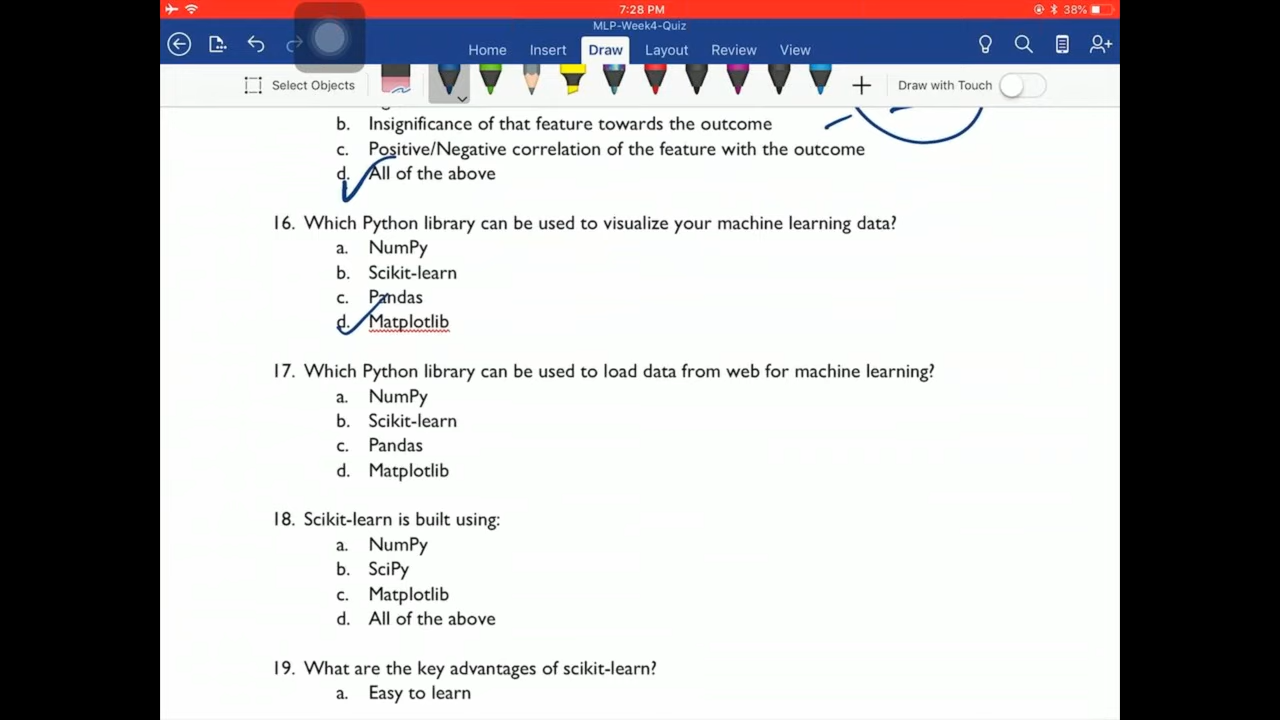 7:28 PM
38%
MLP-Week4-Quiz
Home Insert Draw Layout Review View
Select Objects
Draw with Touch
b. Insignificance of that feature towards the outcome
c. Positive/Negative correlation of the feature with the outcome
d. All of the above
16. Which Python library can be used to visualize your machine learning data?
a. NumPy
b. Scikit-learn
c. Pandas
d. Matplotlib
17. Which Python library can be used to load data from web for machine learning?
a. NumPy
b. Scikit-learn
c. Pandas
d. Matplotlib
18. Scikit-learn is built using:
a. NumPy
b. SciPy
c. Matplotlib
d. All of the above
19. What are the key advantages of scikit-learn?
a. Easy to learn